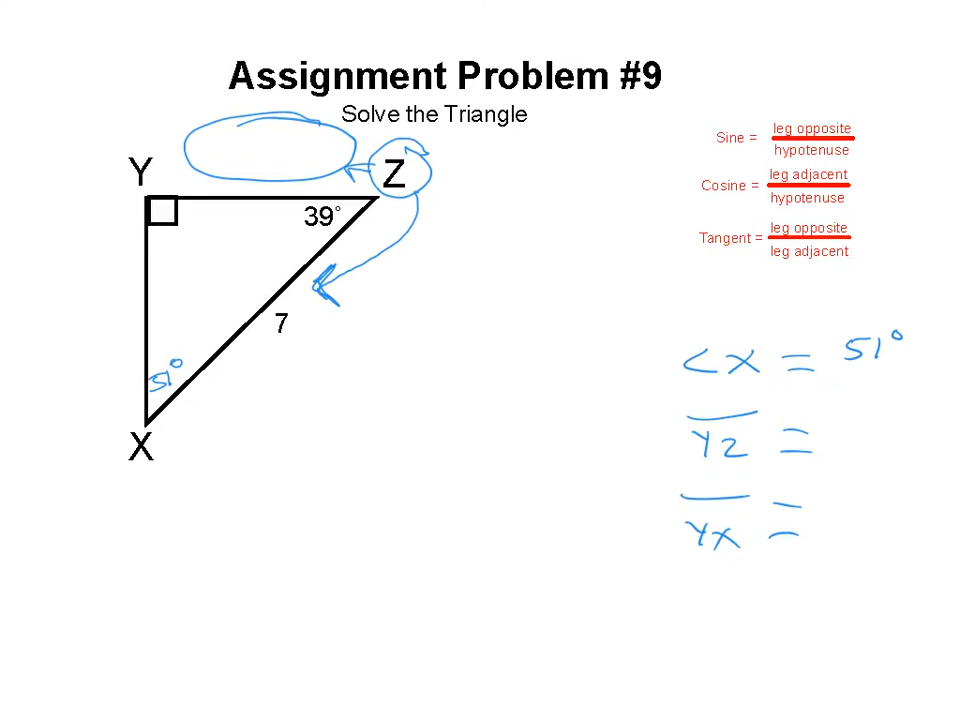 Assignment Problem #9
Solve the Triangle
Sine = leg opposite
hypotenuse
Cosine = leg adjacent
hypotenuse
Tangent = leg opposite
leg adjacent
Y
Z
39°
7
51°
X
<X = 51°
YZ =
YX =